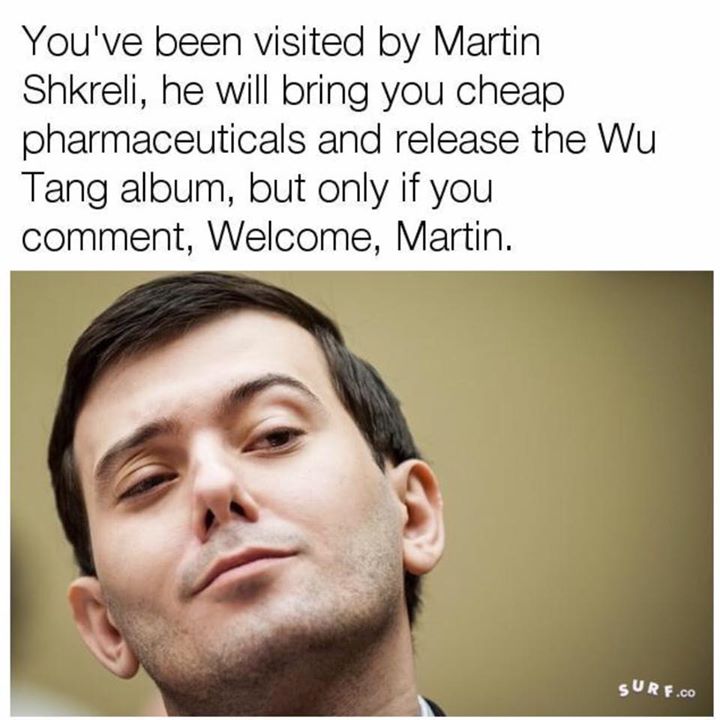 You've been visited by Martin
Shkreli, he will bring you cheap
pharmaceuticals and release the Wu
Tang album, but only if you
comment, Welcome, Martin.
SURF.co